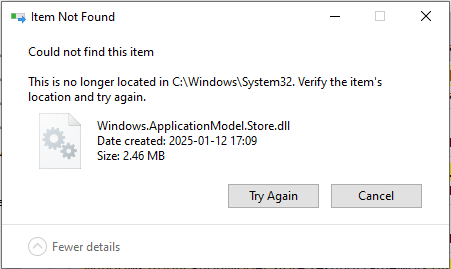 Item Not Found
Could not find this item
This is no longer located in C:\Windows\System32. Verify the item's
location and try again.
Windows.ApplicationModel.Store.dll
Date created: 2025-01-12 17:09
Size: 2.46 MB
Try Again
Cancel
Fewer details